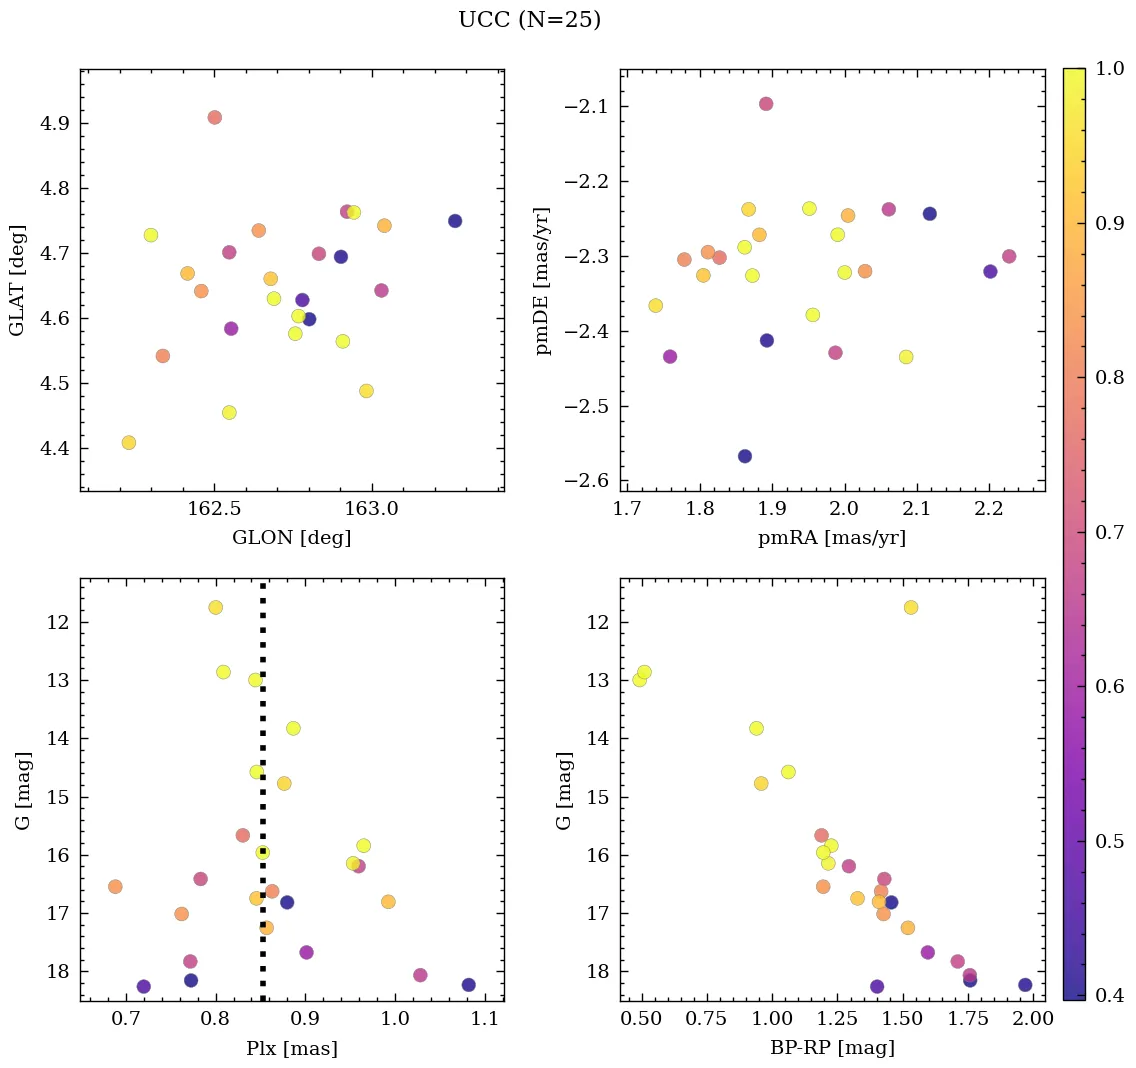 UCC (N=25)
4.9
4.8
4.7
4.6
4.5
4.4
GLAT [deg]
162.5 163.0
GLON [deg]
−2.1
−2.2
−2.3
−2.4
−2.5
−2.6
pmDE [mas/yr]
1.7 1.8 1.9 2.0 2.1 2.2
pmRA [mas/yr]
12
13
14
15
16
17
18
G [mag]
0.7 0.8 0.9 1.0 1.1
Plx [mas]
12
13
14
15
16
17
18
G [mag]
0.50 0.75 1.00 1.25 1.50 1.75 2.00
BP-RP [mag]
1.0
0.9
0.8
0.7
0.6
0.5
0.4